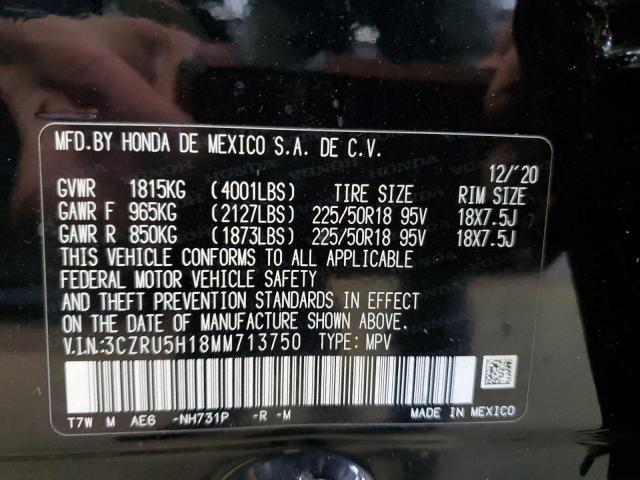 MFD.BY HONDA DE MEXICO S.A. DE C.V.
12/'20
GVWR 1815KG (4001LBS) TIRE SIZE RIM SIZE
GAWR F 965KG (2127LBS) 225/50R18 95V 18X7.5J
GAWR R 850KG (1873LBS) 225/50R18 95V 18X7.5J
THIS VEHICLE CONFORMS TO ALL APPLICABLE
FEDERAL MOTOR VEHICLE SAFETY
AND THEFT PREVENTION STANDARDS IN EFFECT
ON THE DATE OF MANUFACTURE SHOWN ABOVE.
V.I.N.:3CZRU5H18MM713750 TYPE: MPV
T7W M AE6 -NH731P -R -M MADE IN MEXICO